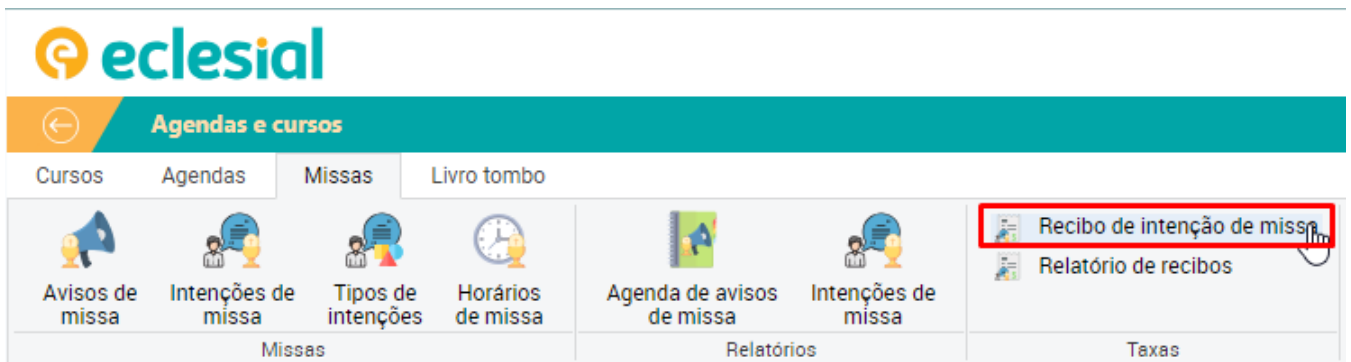 eclesial
Agendas e cursos
Cursos Agendas Missas Livro tombo
Avisos de missa
Intenções de missa
Tipos de intenções
Horários de missa
Missas
Agenda de avisos de missa
Intenções de missa
Relatórios
Recibo de intenção de missa
Relatório de recibos
Taxas